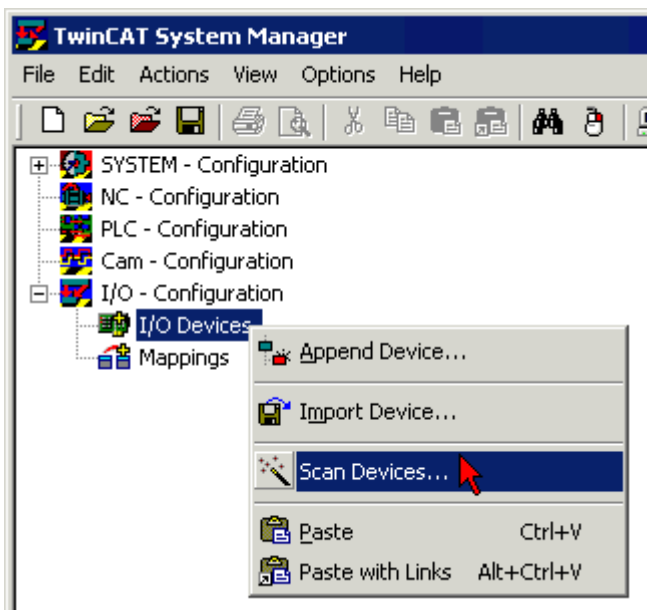 TwinCAT System Manager
File Edit Actions View Options Help
SYSTEM - Configuration
NC - Configuration
PLC - Configuration
Cam - Configuration
I/O - Configuration
I/O Devices
Mappings
Append Device...
Import Device...
Scan Devices...
Paste Ctrl+V
Paste with Links Alt+Ctrl+V